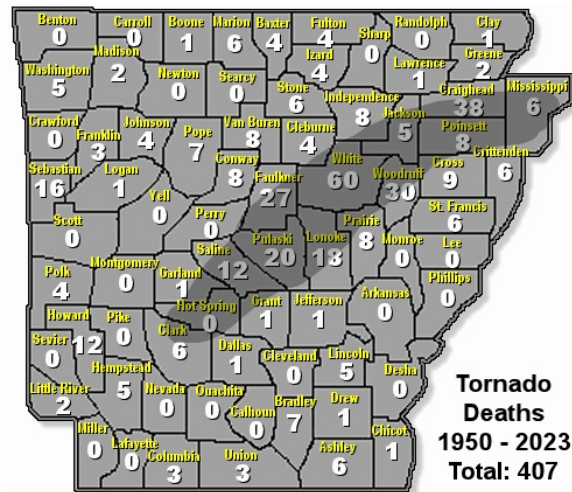 Benton
0
Carroll
0
Boone
1
Marion
6
Baxter
4
Fulton
4
Sharp
0
Randolph
0
Clay
1
Washington
5
Madison
2
Newton
0
Searcy
0
Stone
6
Izard
4
Independence
8
Lawrence
1
Greene
2
Craighead
38
Mississippi
6
Crawford
0
Franklin
3
Johnson
4
Pope
7
Van Buren
8
Cleburne
4
Jackson
5
Poinsett
8
Sebastian
16
Logan
1
Conway
8
Faulkner
27
White
60
Woodruff
30
Cross
9
Crittenden
6
Scott
0
Yell
0
Perry
0
Saline
12
Pulaski
20
Lonoke
18
Prairie
8
Monroe
0
St. Francis
6
Lee
0
Phillips
0
Polk
4
Montgomery
0
Garland
1
Hot Spring
0
Grant
1
Jefferson
1
Arkansas
0
Howard
12
Pike
0
Clark
6
Dallas
1
Cleveland
0
Lincoln
5
Desha
0
Sevier
0
Little River
2
Hempstead
5
Nevada
0
Ouachita
0
Calhoun
0
Bradley
7
Drew
1
Chicot
1
Miller
0
Lafayette
0
Columbia
3
Union
3
Ashley
6
Tornado
Deaths
1950 - 2023
Total: 407